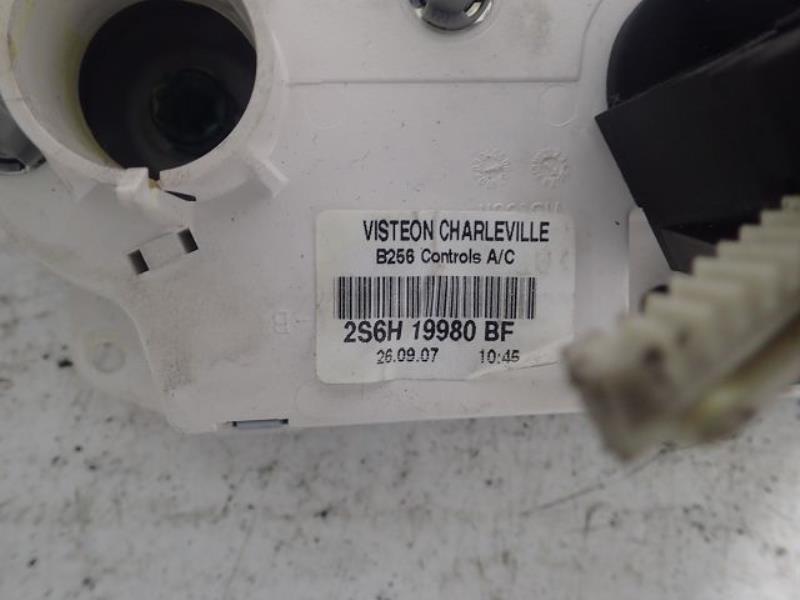 VISTEON CHARLEVILLE
B256 Controls A/C
2S6H 19980 BF
26.09.07 10:45